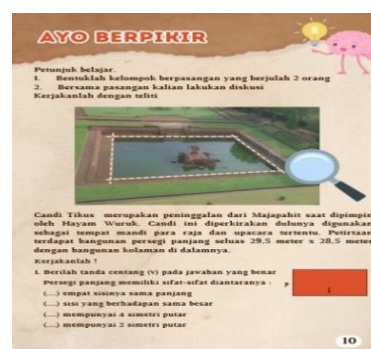 AYO BERPIKIR
Petunjuk belajar.
1. Bentuklah kelompok berpasangan yang berjulah 2 orang
2. Bersama pasangan kalian lakukan diskusi
Kerjakanlah dengan teliti
Candi Tikus merupakan peninggalan dari Majapahit saat dipimpin
oleh Hayam Wuruk. Candi ini diperkirakan dulunya digunakan
sebagai tempat mandi para raja dan upacara tertentu. Petirtaan
terdapat bangunan persegi panjang seluas 29,5 meter x 28,5 meter
dengan bangunan kolaman di dalamnya.
Kerjakanlah !
1. Berilah tanda centang (v) pada jawaban yang benar
Persegi panjang memiliki sifat-sifat diantaranya :
p
l
(...) empat sisinya sama panjang
(...) sisi yang berhadapan sama besar
(...) mempunyai 4 simetri putar
(...) mempunyai 2 simetri putar
10